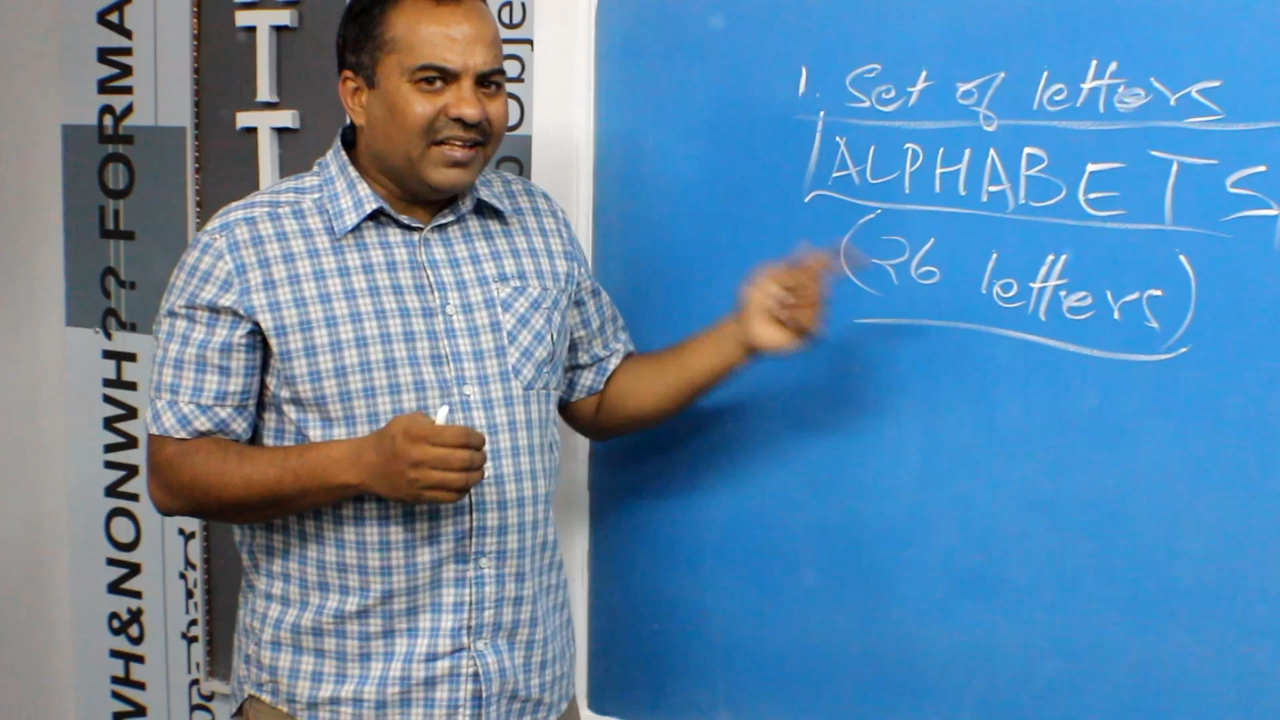 WH&NONWH?? FORMA
T
T
Obje
1. Set of letters
ALPHABETS
(26 letters)